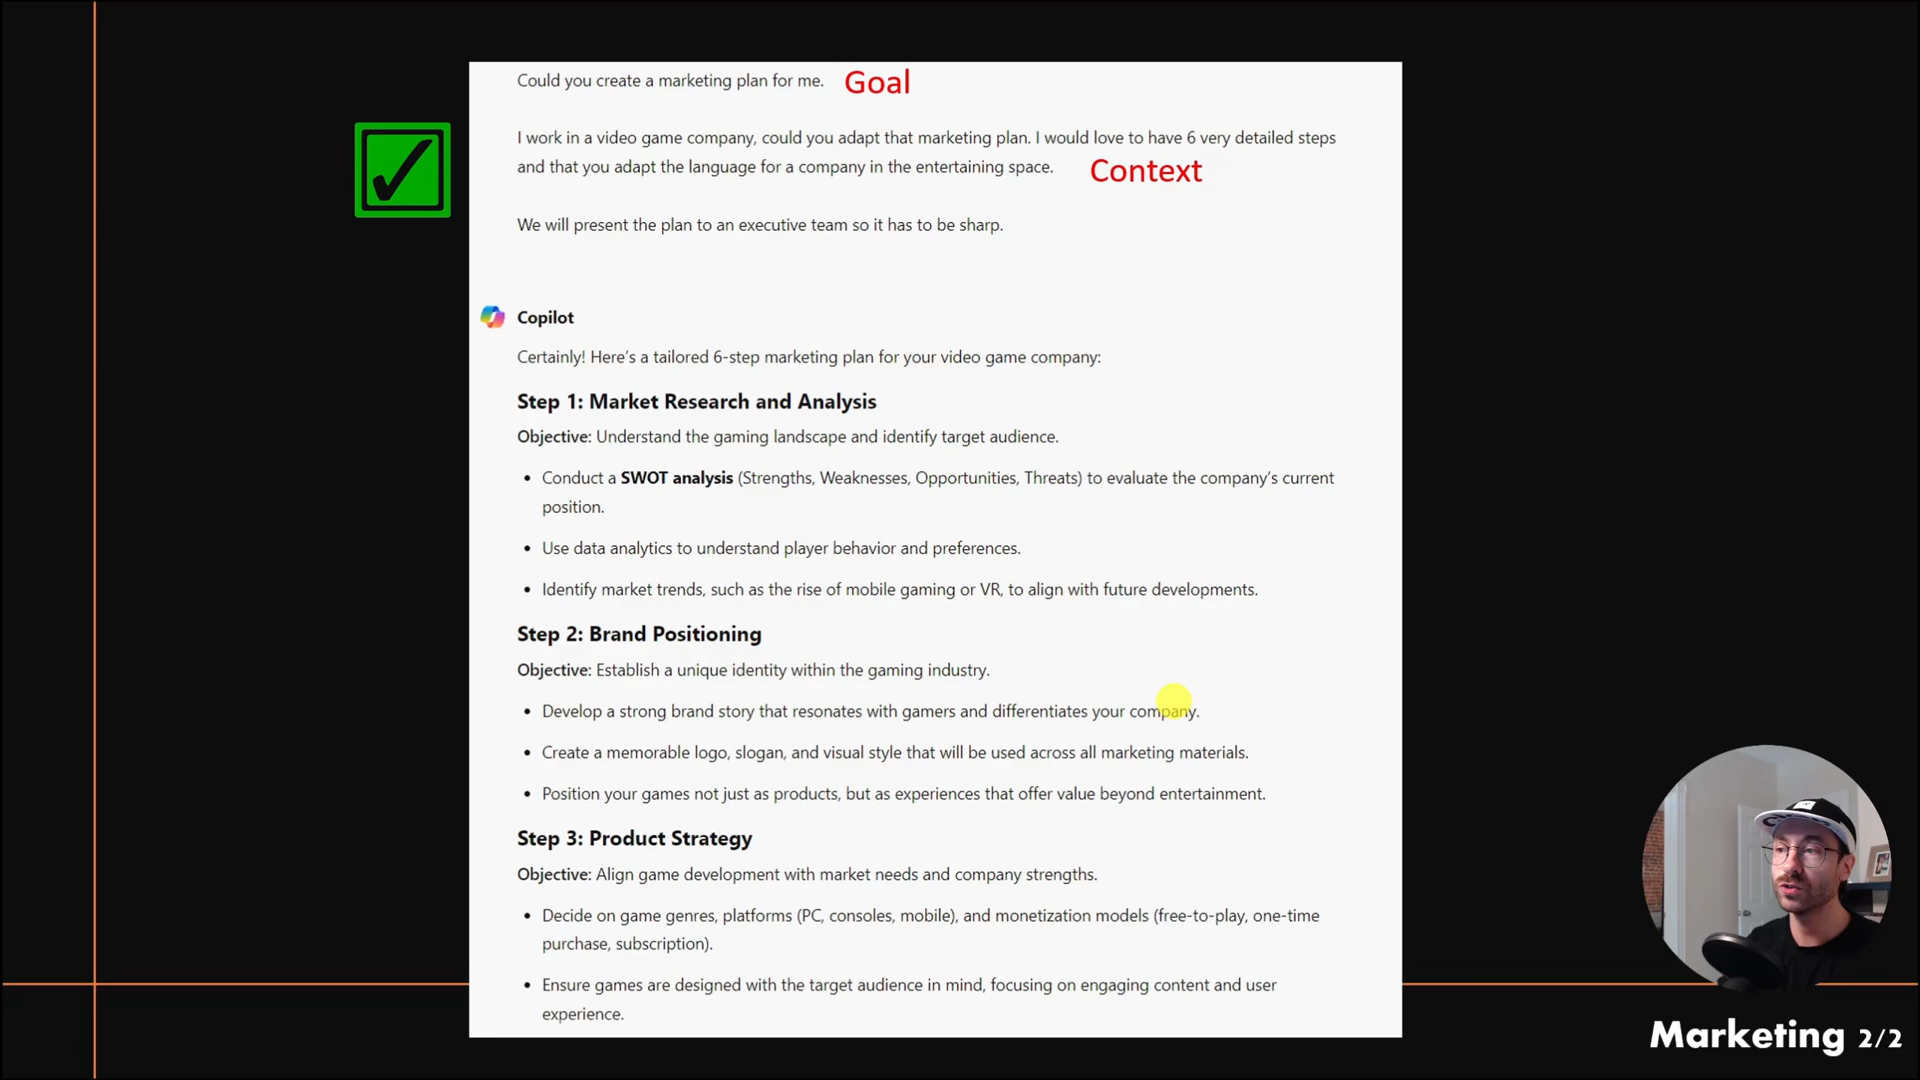 Could you create a marketing plan for me. Goal
I work in a video game company, could you adapt that marketing plan. I would love to have 6 very detailed steps
and that you adapt the language for a company in the entertaining space. Context
We will present the plan to an executive team so it has to be sharp.
Copilot
Certainly! Here's a tailored 6-step marketing plan for your video game company:
Step 1: Market Research and Analysis
Objective: Understand the gaming landscape and identify target audience.
• Conduct a SWOT analysis (Strengths, Weaknesses, Opportunities, Threats) to evaluate the company's current
position.
• Use data analytics to understand player behavior and preferences.
• Identify market trends, such as the rise of mobile gaming or VR, to align with future developments.
Step 2: Brand Positioning
Objective: Establish a unique identity within the gaming industry.
• Develop a strong brand story that resonates with gamers and differentiates your company.
• Create a memorable logo, slogan, and visual style that will be used across all marketing materials.
• Position your games not just as products, but as experiences that offer value beyond entertainment.
Step 3: Product Strategy
Objective: Align game development with market needs and company strengths.
• Decide on game genres, platforms (PC, consoles, mobile), and monetization models (free-to-play, one-time
purchase, subscription).
• Ensure games are designed with the target audience in mind, focusing on engaging content and user
experience.
Marketing 2/2